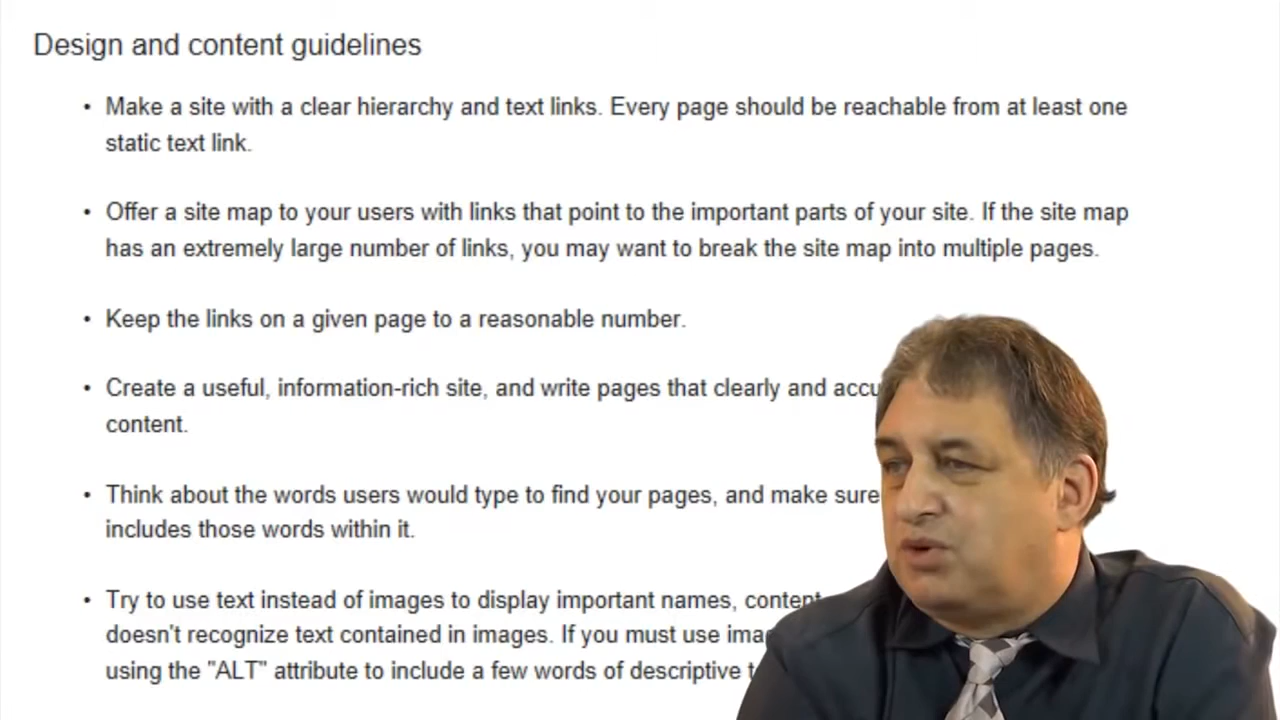 Design and content guidelines
• Make a site with a clear hierarchy and text links. Every page should be reachable from at least one
static text link.
• Offer a site map to your users with links that point to the important parts of your site. If the site map
has an extremely large number of links, you may want to break the site map into multiple pages.
• Keep the links on a given page to a reasonable number.
• Create a useful, information-rich site, and write pages that clearly and
content.
• Think about the words users would type to find your pages, and make sure
includes those words within it.
• Try to use text instead of images to display important names, content
doesn't recognize text contained in images. If you must use
using the "ALT" attribute to include a few words of descriptive